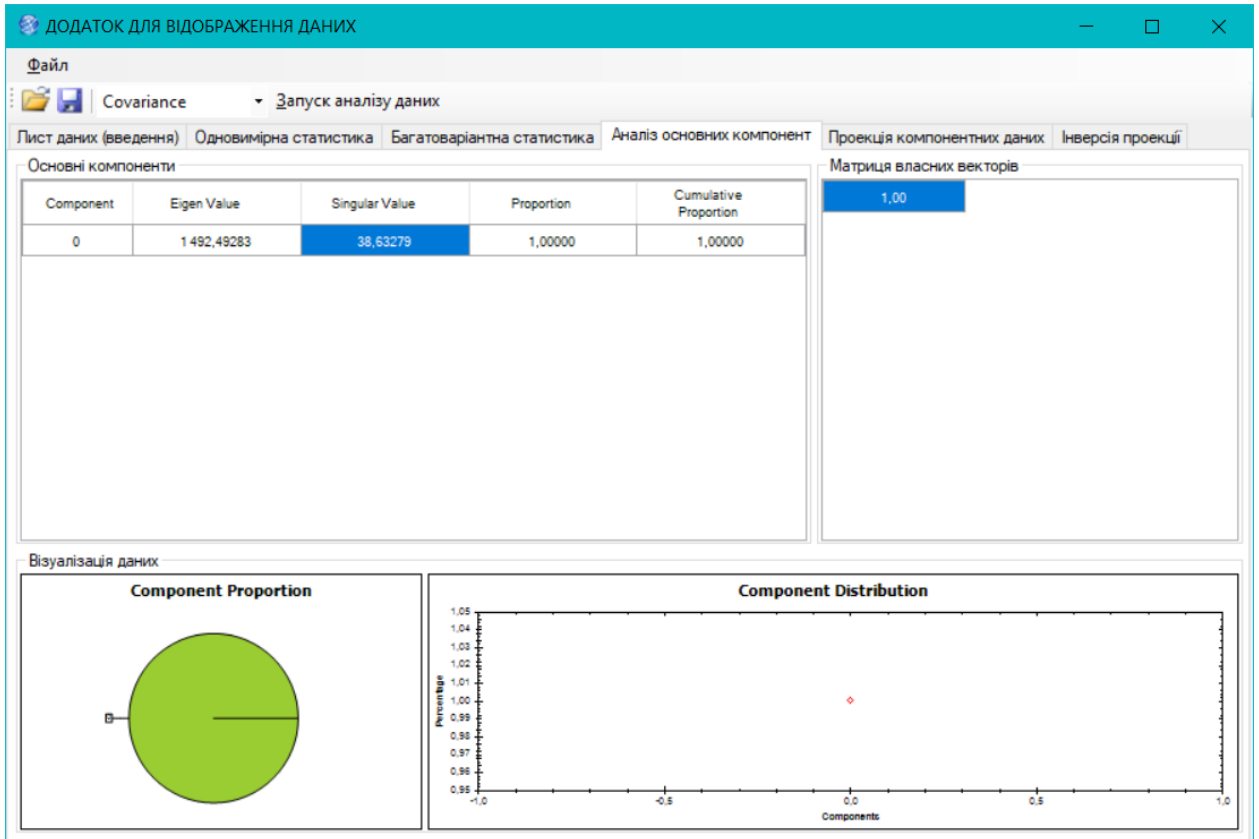 ДОДАТОК ДЛЯ ВІДОБРАЖЕННЯ ДАНИХ
Файл
Covariance Запуск аналізу даних
Лист даних (введення) Одновимірна статистика Багатоваріантна статистика Аналіз основних компонент Проекція компонентних даних Інверсія проекції
Основні компоненти Матриця власних векторів
Component Eigen Value Singular Value Proportion Cumulative Proportion
0 1 492,49283 38,63279 1,00000 1,00000
1,00
Візуалізація даних
Component Proportion
Component Distribution
Percentage
1,05
1,04
1,03
1,02
1,01
1,00
0,99
0,98
0,97
0,96
0,95
-1,0 -0,5 0,0 0,5 1,0
Components